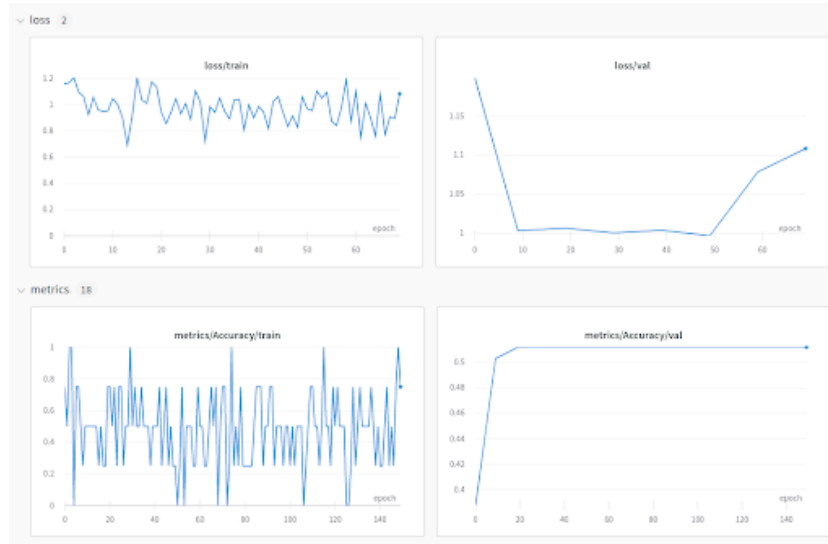 loss 2
loss/train
1.2
1
0.8
0.6
0.4
0.2
0
epoch
0 10 20 30 40 50 60
loss/val
1.15
1.1
1.05
1
epoch
0 10 20 30 40 50 60
metrics 18
metrics/Accuracy/train
1
0.8
0.6
0.4
0.2
0
epoch
0 20 40 60 80 100 120 140
metrics/Accuracy/val
0.5
0.48
0.46
0.44
0.42
0.4
epoch
0 20 40 60 80 100 120 140